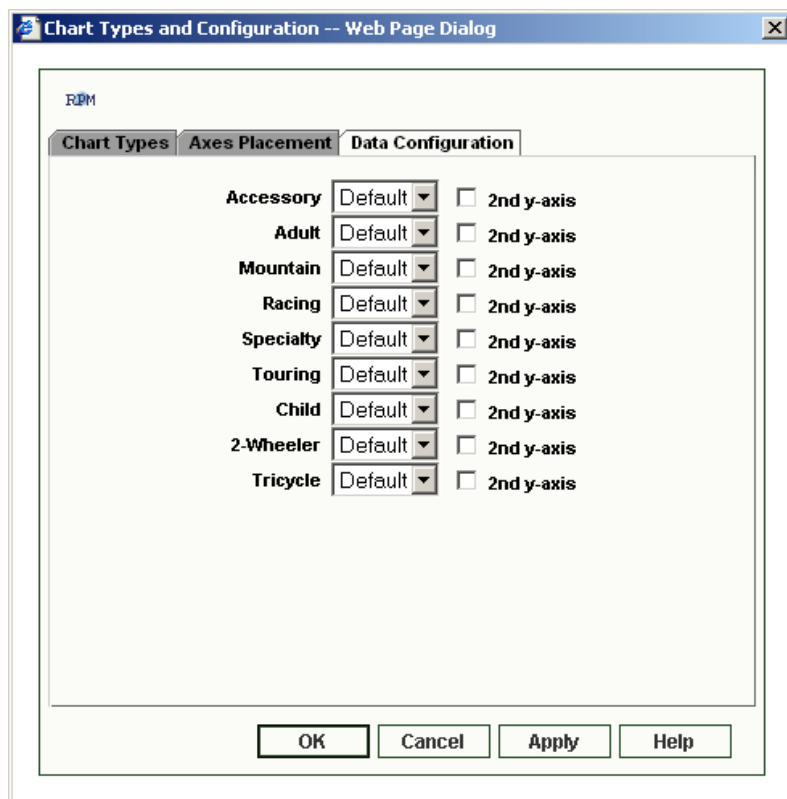 Chart Types and Configuration -- Web Page Dialog
RPM
Chart Types Axes Placement Data Configuration
Accessory Default 2nd y-axis
Adult Default 2nd y-axis
Mountain Default 2nd y-axis
Racing Default 2nd y-axis
Specialty Default 2nd y-axis
Touring Default 2nd y-axis
Child Default 2nd y-axis
2-Wheeler Default 2nd y-axis
Tricycle Default 2nd y-axis
OK Cancel Apply Help